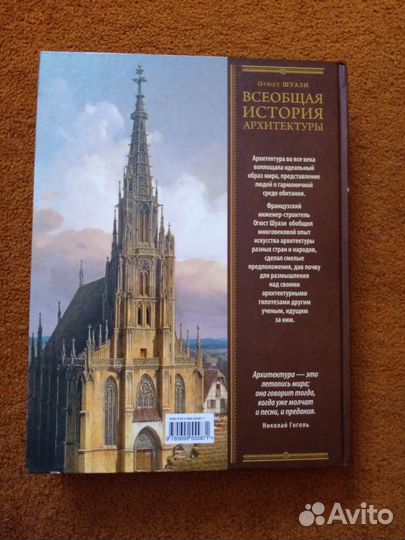 Огюст ШУАЗИ
ВСЕОБЩАЯ
ИСТОРИЯ
АРХИТЕКТУРЫ
Архитектура во все века
воплощала идеальный
образ мира, представление
людей о гармоничной
среде обитания.
Французский
инженер-строитель
Огюст Шуази обобщил
многовековой опыт
искусства архитектуры
разных стран и народов,
сделал смелые
предположения, дав почву
для размышления
над своими
архитектурными
гипотезами другим
ученым, идущим
за ним.
Архитектура — это
летопись мира;
она говорит тогда,
когда уже молчат
и песни, и предания.
Николай Гоголь
Avito